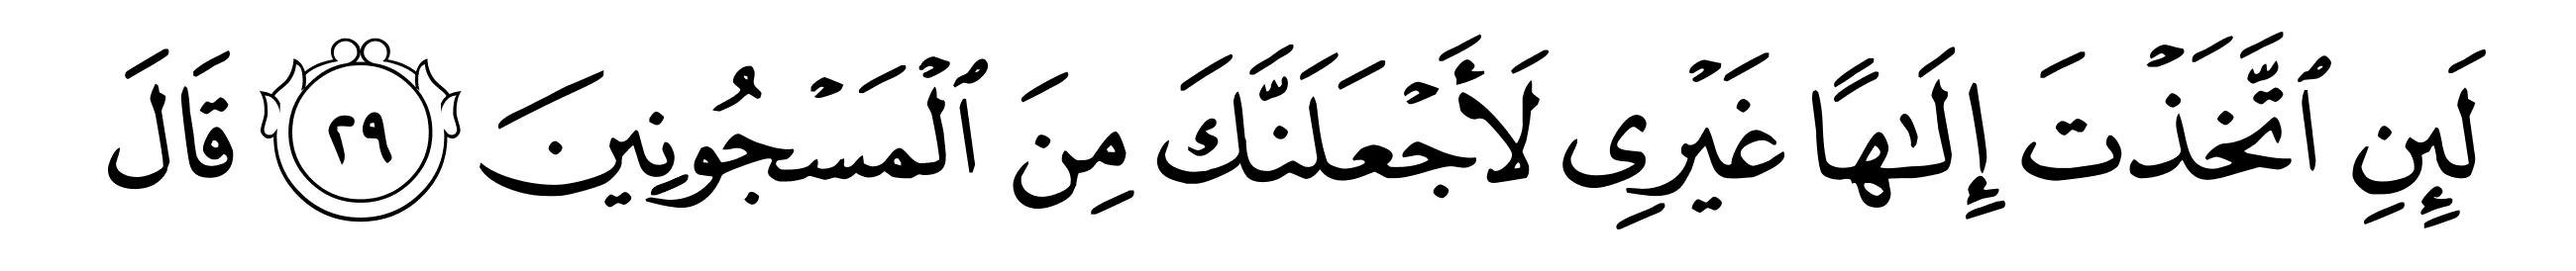 لَئِنِ ٱتَّخَذۡتَ إِلَٰهًا غَيۡرِي لَأَجۡعَلَنَّكَ مِنَ ٱلۡمَسۡجُونِينَ ٢٩ قَالَ